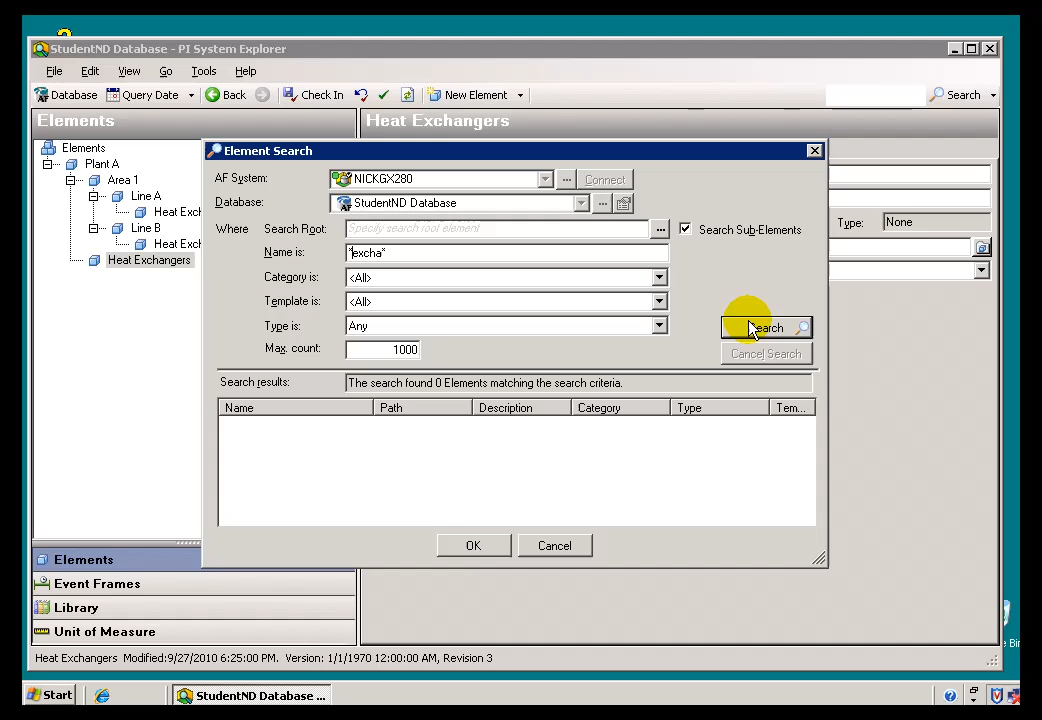 StudentND Database - PI System Explorer
File Edit View Go Tools Help
Database Query Date Back Check In New Element Search
Elements
Heat Exchangers
Elements
Plant A
Area 1
Line A
Heat Exch
Line B
Heat Exch
Heat Exchangers
Type: None
Element Search
AF System: NICKGX280 ... Connect
Database: StudentND Database ...
Where Search Root: Specify search root element ... Search Sub-Elements
Name is: *excha*
Category is: <All>
Template is: <All>
Type is: Any
Search
Max. count: 1000
Cancel Search
Search results: The search found 0 Elements matching the search criteria.
Name Path Description Category Type Tem...
OK Cancel
Elements
Event Frames
Library
Unit of Measure
Heat Exchangers Modified:9/27/2010 6:25:00 PM. Version: 1/1/1970 12:00:00 AM, Revision 3
Start StudentND Database ...